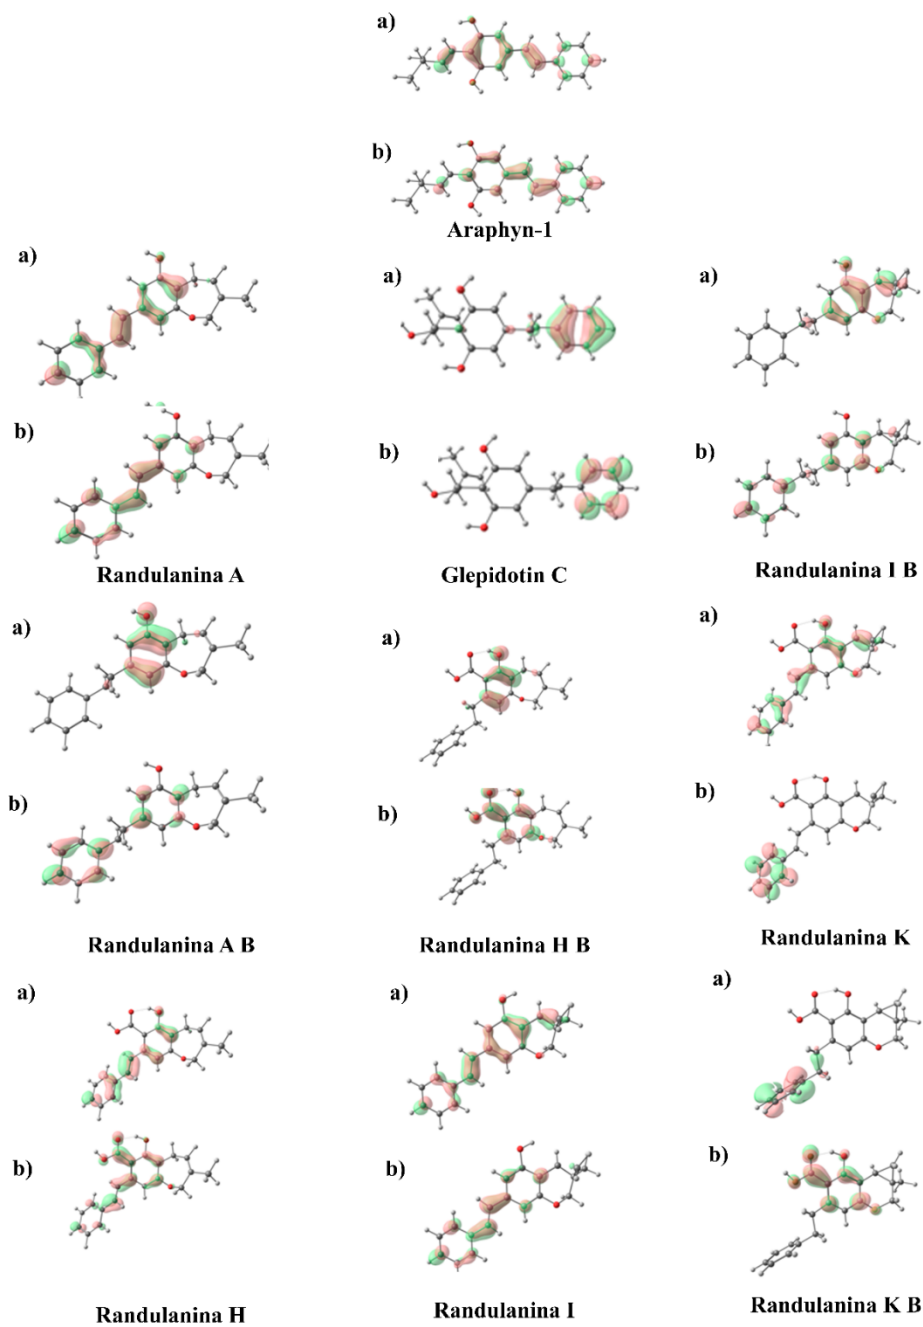 a)
b)
Araphyn-1
a)
a)
a)
b)
b)
b)
Randulanina A
Glepidotin C
Randulanina I B
a)
a)
a)
b)
b)
b)
Randulanina A B
Randulanina H B
Randulanina K
a)
a)
a)
b)
b)
b)
Randulanina H
Randulanina I
Randulanina K B